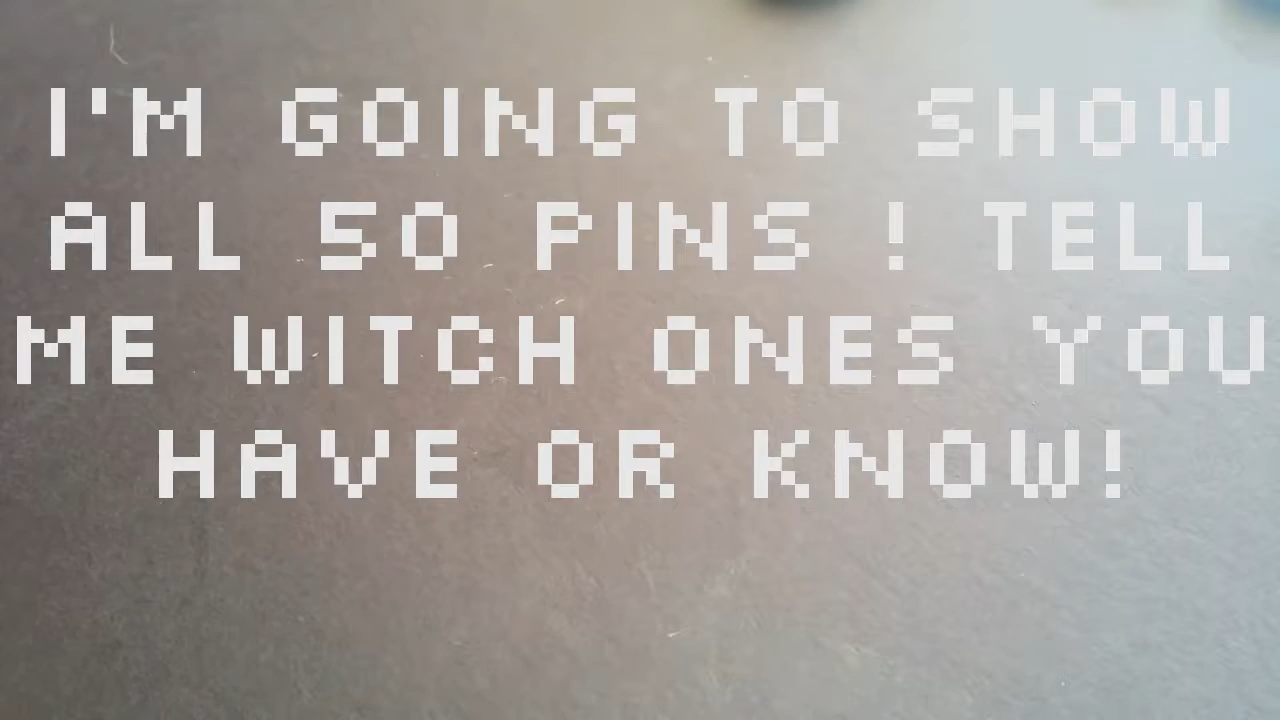 I'M GOING TO SHOW
ALL 50 PINS ! TELL
ME WITCH ONES YOU
HAVE OR KNOW!